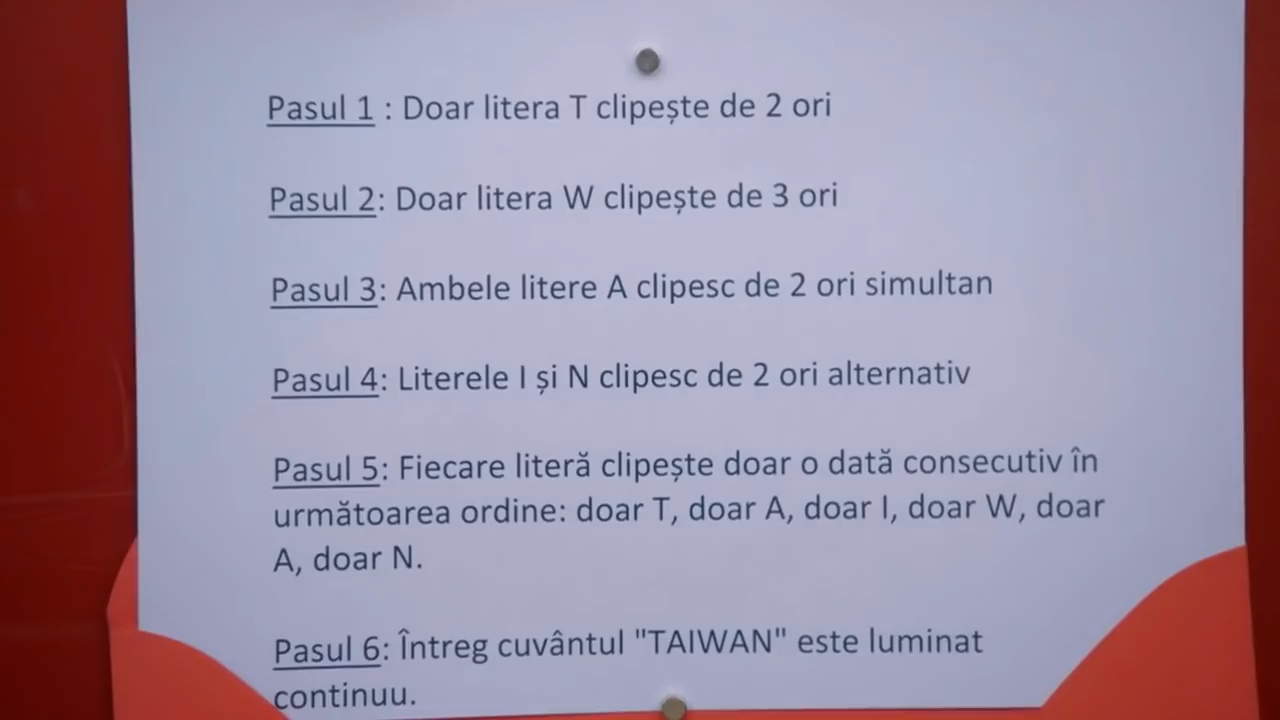 Pasul 1 : Doar litera T clipește de 2 ori
Pasul 2: Doar litera W clipește de 3 ori
Pasul 3: Ambele litere A clipesc de 2 ori simultan
Pasul 4: Literele I și N clipesc de 2 ori alternativ
Pasul 5: Fiecare literă clipește doar o dată consecutiv în
următoarea ordine: doar T, doar A, doar I, doar W, doar
A, doar N.
Pasul 6: Întreg cuvântul "TAIWAN" este luminat
continuu.